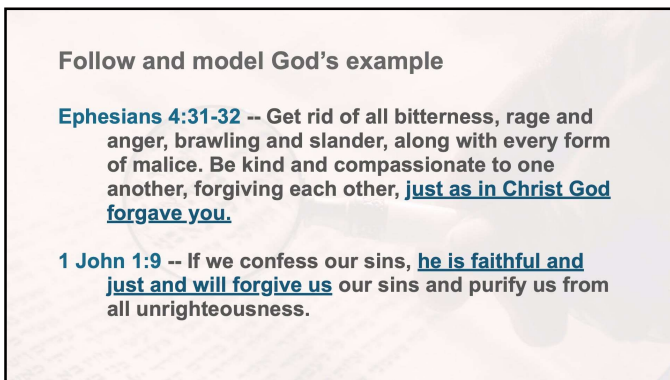 Follow and model God’s example
Ephesians 4:31-32 -- Get rid of all bitterness, rage and
anger, brawling and slander, along with every form
of malice. Be kind and compassionate to one
another, forgiving each other, just as in Christ God
forgave you.
1 John 1:9 -- If we confess our sins, he is faithful and
just and will forgive us our sins and purify us from
all unrighteousness.